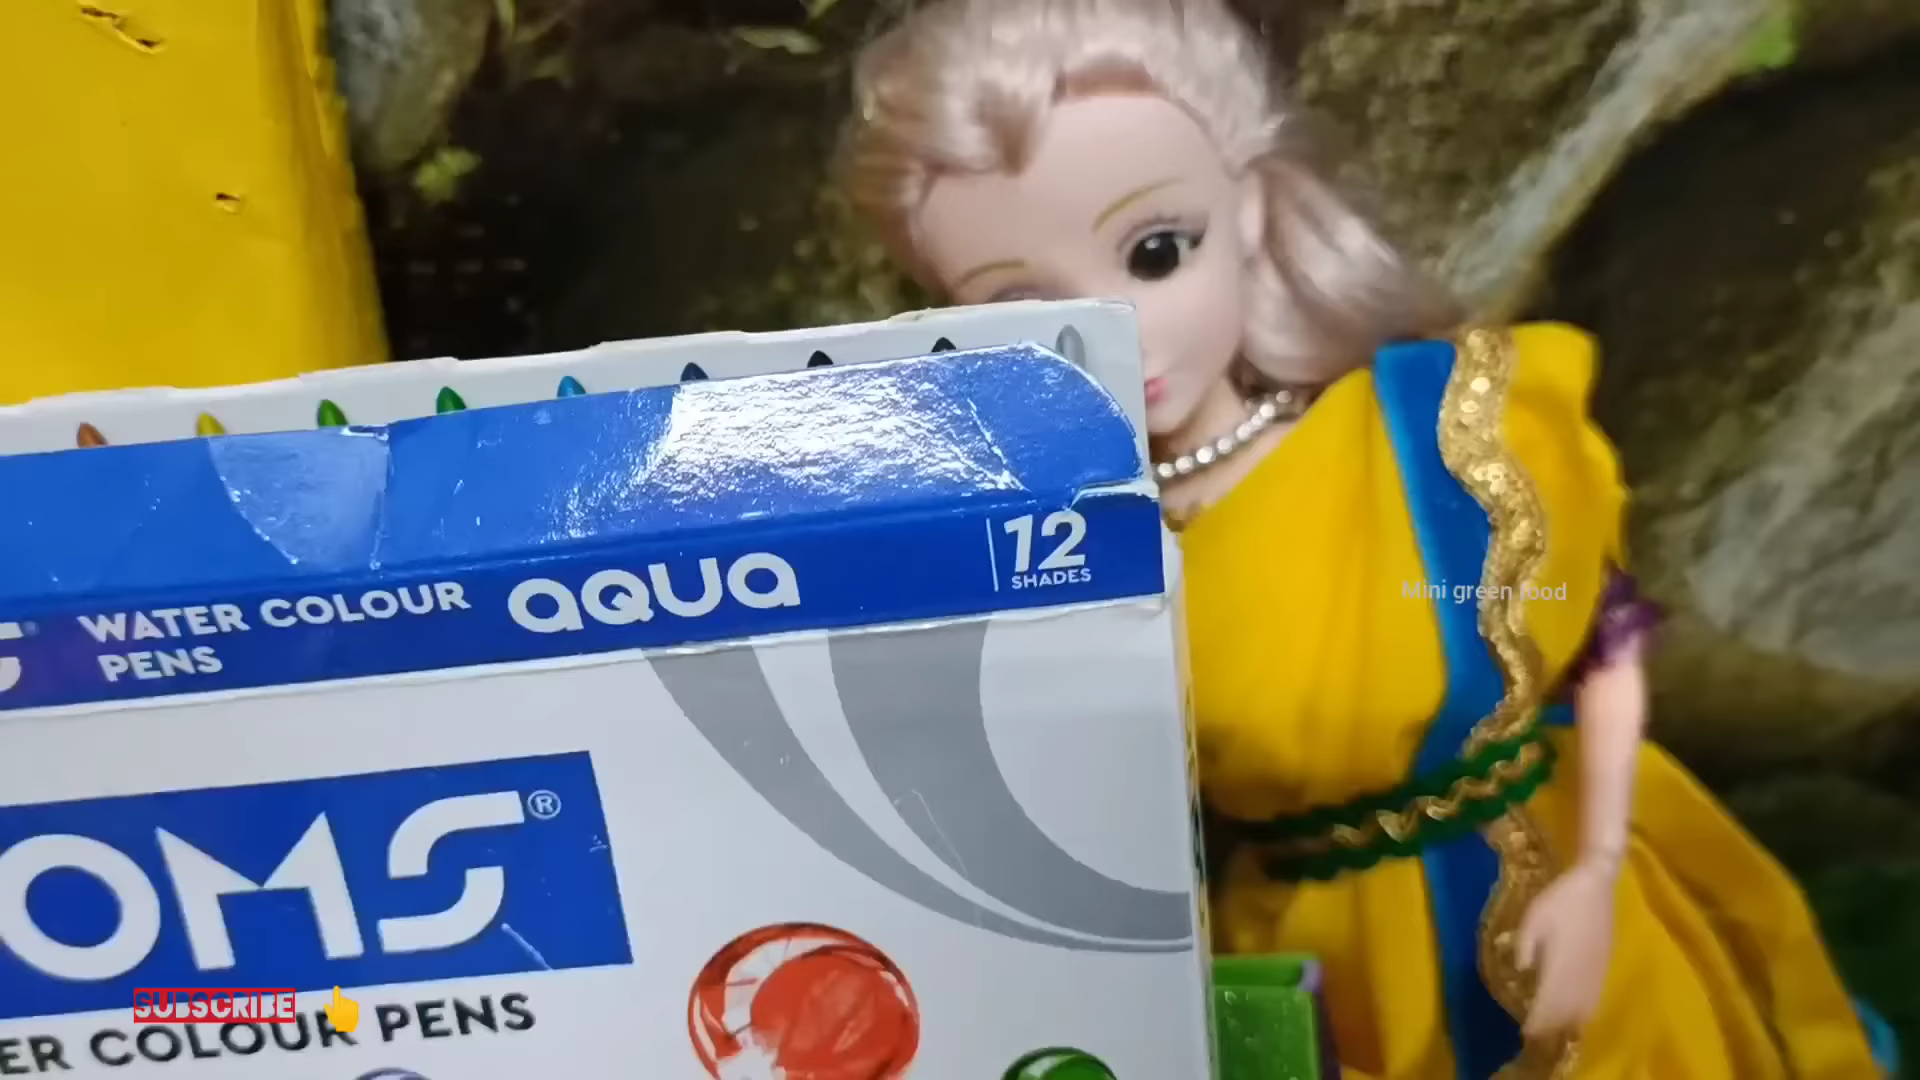 WATER COLOUR
PENS
aQUa
12
SHADES
Mini green food
OMS®
SUBSCRIBE
ER COLOUR PENS